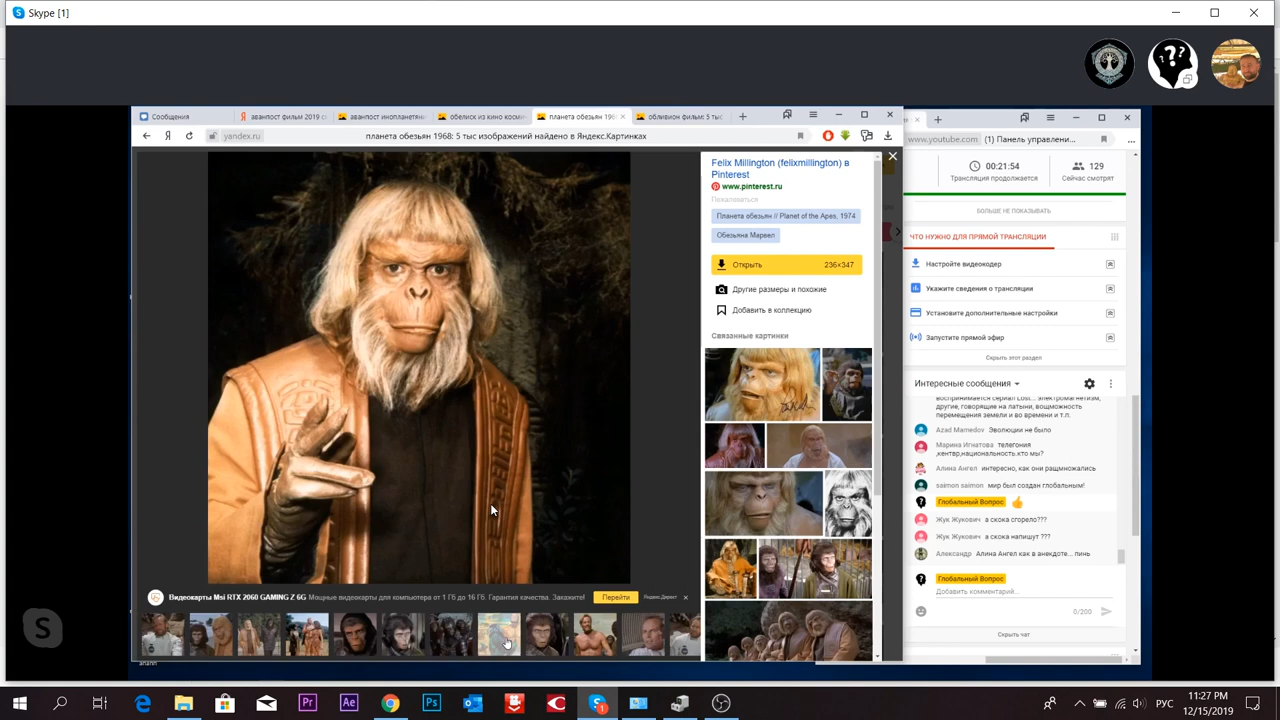 Skype [1]
Сообщения
аванпост фильм 2019 с
аванпост инопланетян
обелиск из кино косм
планета обезьян 196
обливион фильм: 5 тыс
yandex.ru
планета обезьян 1968: 5 тыс изображений найдено в Яндекс.Картинках
Felix Millington (felixmillington) в
Pinterest
www.pinterest.ru
Пожаловаться
Планета обезьян // Planet of the Apes, 1974
Обезьяна Марвел
Открыть 236×347
Другие размеры и похожие
Добавить в коллекцию
Связанные картинки
Видеокарты Msi RTX 2060 GAMING Z 6G Мощные видеокарты для компьютера от 1 Гб до 16 Гб. Гарантия качества. Закажите!
Перейти
Яндекс.Директ
www.youtube.com (1) Панель управлени...
00:21:54
Трансляция продолжается
129
Сейчас смотрят
БОЛЬШЕ НЕ ПОКАЗЫВАТЬ
ЧТО НУЖНО ДЛЯ ПРЯМОЙ ТРАНСЛЯЦИИ
Настройте видеокодер
Укажите сведения о трансляции
Установите дополнительные настройки
Запустите прямой эфир
Скрыть этот раздел
Интересные сообщения
воспринимается сериал Lost... электромагнетизм,
другие, говорящие на латыни, вощможность
перемещения земели и во времени и т.п.
Azad Mamedov Эволюции не было
Марина Игнатова телегония
,кентвр,национальность.кто мы?
Алина Ангел интересно, как они ращмножались
saimon saimon мир был создан глобальным!
Глобальный Вопрос
Жук Жукович а скока сгорело???
Жук Жукович а скока напишут ???
Александр Алина Ангел как в анекдоте... пинь
Глобальный Вопрос
Добавить комментарий...
0/200
Скрыть чат
S
Pr
Ae
Ps
РУС
11:27 PM
12/15/2019